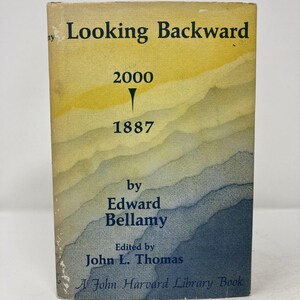 Looking Backward
2000
1887
by
Edward
Bellamy
Edited by
John L. Thomas
A John Harvard Library Book